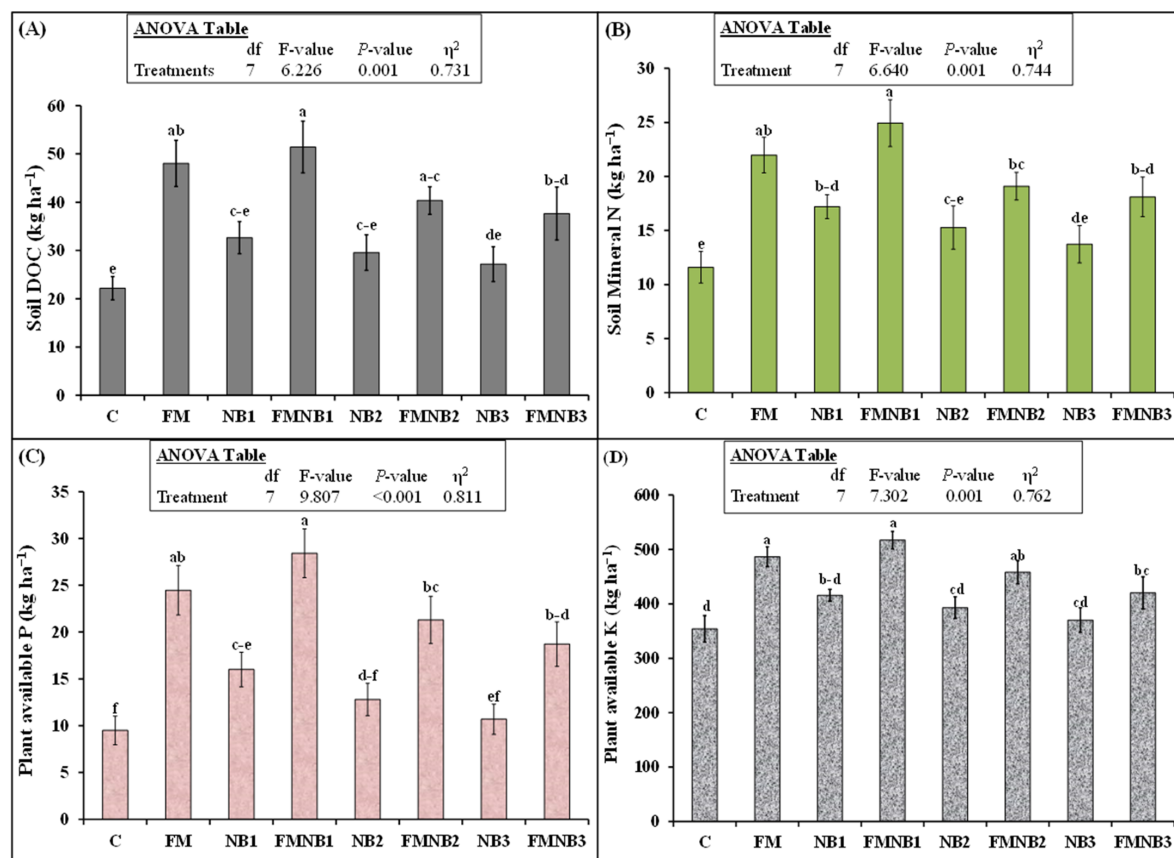 (A)
ANOVA Table
df F-value P-value η²
Treatments 7 6.226 0.001 0.731
Soil DOC (kg ha⁻¹)
60
50
40
30
20
10
0
e
ab
c-e
a
c-e
a-c
de
b-d
C FM NB1 FMNB1 NB2 FMNB2 NB3 FMNB3
(B)
ANOVA Table
df F-value P-value η²
Treatment 7 6.640 0.001 0.744
Soil Mineral N (kg ha⁻¹)
30
25
20
15
10
5
0
e
ab
b-d
a
c-e
bc
de
b-d
C FM NB1 FMNB1 NB2 FMNB2 NB3 FMNB3
(C)
ANOVA Table
df F-value P-value η²
Treatment 7 9.807 <0.001 0.811
Plant available P (kg ha⁻¹)
35
30
25
20
15
10
5
0
f
ab
c-e
a
d-f
bc
ef
b-d
C FM NB1 FMNB1 NB2 FMNB2 NB3 FMNB3
(D)
ANOVA Table
df F-value P-value η²
Treatment 7 7.302 0.001 0.762
Plant available K (kg ha⁻¹)
600
500
400
300
200
100
0
d
a
b-d
a
cd
ab
cd
bc
C FM NB1 FMNB1 NB2 FMNB2 NB3 FMNB3